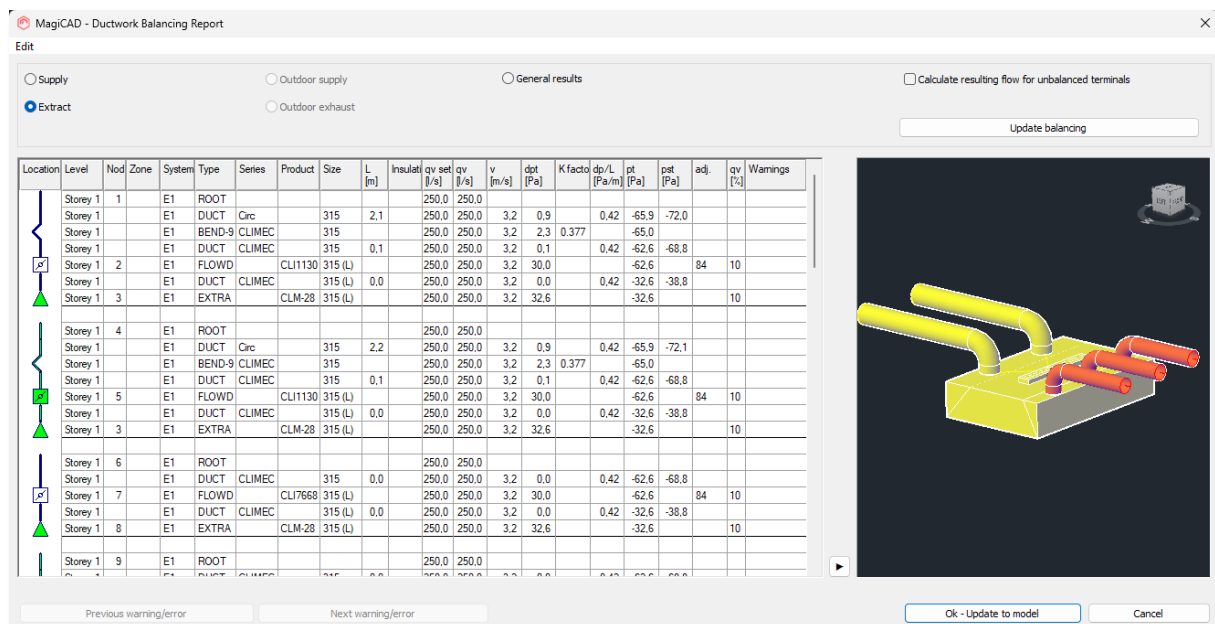 MagiCAD - Ductwork Balancing Report
Edit
Supply Outdoor supply General results Calculate resulting flow for unbalanced terminals
Extract Outdoor exhaust
Update balancing
Location Level Nod Zone System Type Series Product Size L [m] Insulati qv set [l/s] qv [l/s] v [m/s] dpt [Pa] K facto dp/L [Pa/m] pt [Pa] pst [Pa] adj. qv [%] Warnings
Storey 1 1 E1 ROOT 250,0 250,0
Storey 1 E1 DUCT Circ 315 2,1 250,0 250,0 3,2 0,9 0,42 -65,9 -72,0
Storey 1 E1 BEND-9 CLIMEC 315 250,0 250,0 3,2 2,3 0.377 -65,0
Storey 1 E1 DUCT CLIMEC 315 0,1 250,0 250,0 3,2 0,1 0,42 -62,6 -68,8
Storey 1 2 E1 FLOWD CLI1130 315 (L) 250,0 250,0 3,2 30,0 -62,6 84 10
Storey 1 E1 DUCT CLIMEC 315 (L) 0,0 250,0 250,0 3,2 0,0 0,42 -32,6 -38,8
Storey 1 3 E1 EXTRA CLM-28 315 (L) 250,0 250,0 3,2 32,6 -32,6 10
Storey 1 4 E1 ROOT 250,0 250,0
Storey 1 E1 DUCT Circ 315 2,2 250,0 250,0 3,2 0,9 0,42 -65,9 -72,1
Storey 1 E1 BEND-9 CLIMEC 315 250,0 250,0 3,2 2,3 0.377 -65,0
Storey 1 E1 DUCT CLIMEC 315 0,1 250,0 250,0 3,2 0,1 0,42 -62,6 -68,8
Storey 1 5 E1 FLOWD CLI1130 315 (L) 250,0 250,0 3,2 30,0 -62,6 84 10
Storey 1 E1 DUCT CLIMEC 315 (L) 0,0 250,0 250,0 3,2 0,0 0,42 -32,6 -38,8
Storey 1 3 E1 EXTRA CLM-28 315 (L) 250,0 250,0 3,2 32,6 -32,6 10
Storey 1 6 E1 ROOT 250,0 250,0
Storey 1 E1 DUCT CLIMEC 315 0,0 250,0 250,0 3,2 0,0 0,42 -62,6 -68,8
Storey 1 7 E1 FLOWD CLI7668 315 (L) 250,0 250,0 3,2 30,0 -62,6 84 10
Storey 1 E1 DUCT CLIMEC 315 (L) 0,0 250,0 250,0 3,2 0,0 0,42 -32,6 -38,8
Storey 1 8 E1 EXTRA CLM-28 315 (L) 250,0 250,0 3,2 32,6 -32,6 10
Storey 1 9 E1 ROOT 250,0 250,0
Previous warning/error Next warning/error Ok - Update to model Cancel